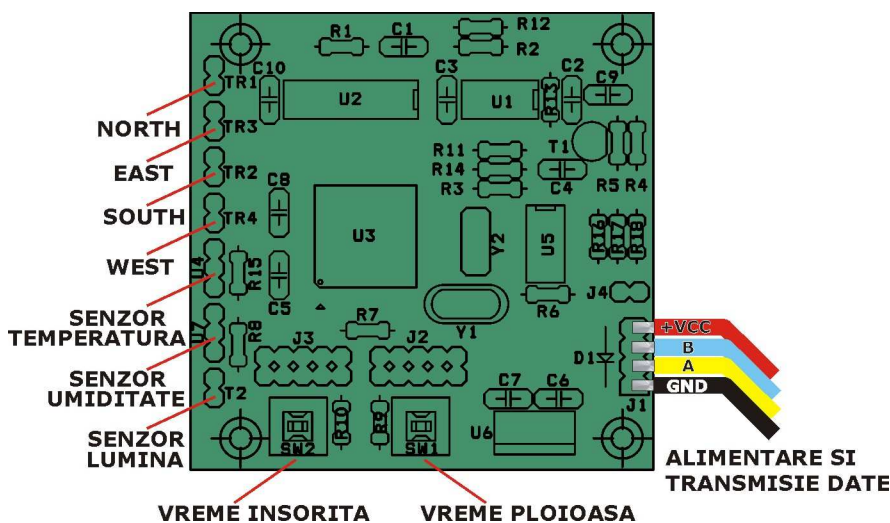 R12
R1
C1
R2
C10
TR1
C3
C2
C9
U2
U1
R13
NORTH
TR3
EAST
R11
T1
TR2
R14
C4
R5
R4
R3
C8
SOUTH
TR4
U3
Y2
U5
R16
R17
R18
WEST
U4
R15
C5
J4
R6
SENZOR
TEMPERATURA
U7
R8
R7
Y1
+VCC
J3
J2
B
D1
A
SENZOR
UMIDITATE
T2
C7
C6
GND
J1
R10
R9
U6
SENZOR
LUMINA
SW2
SW1
ALIMENTARE SI
TRANSMISIE DATE
VREME INSORITA
VREME PLOIOASA